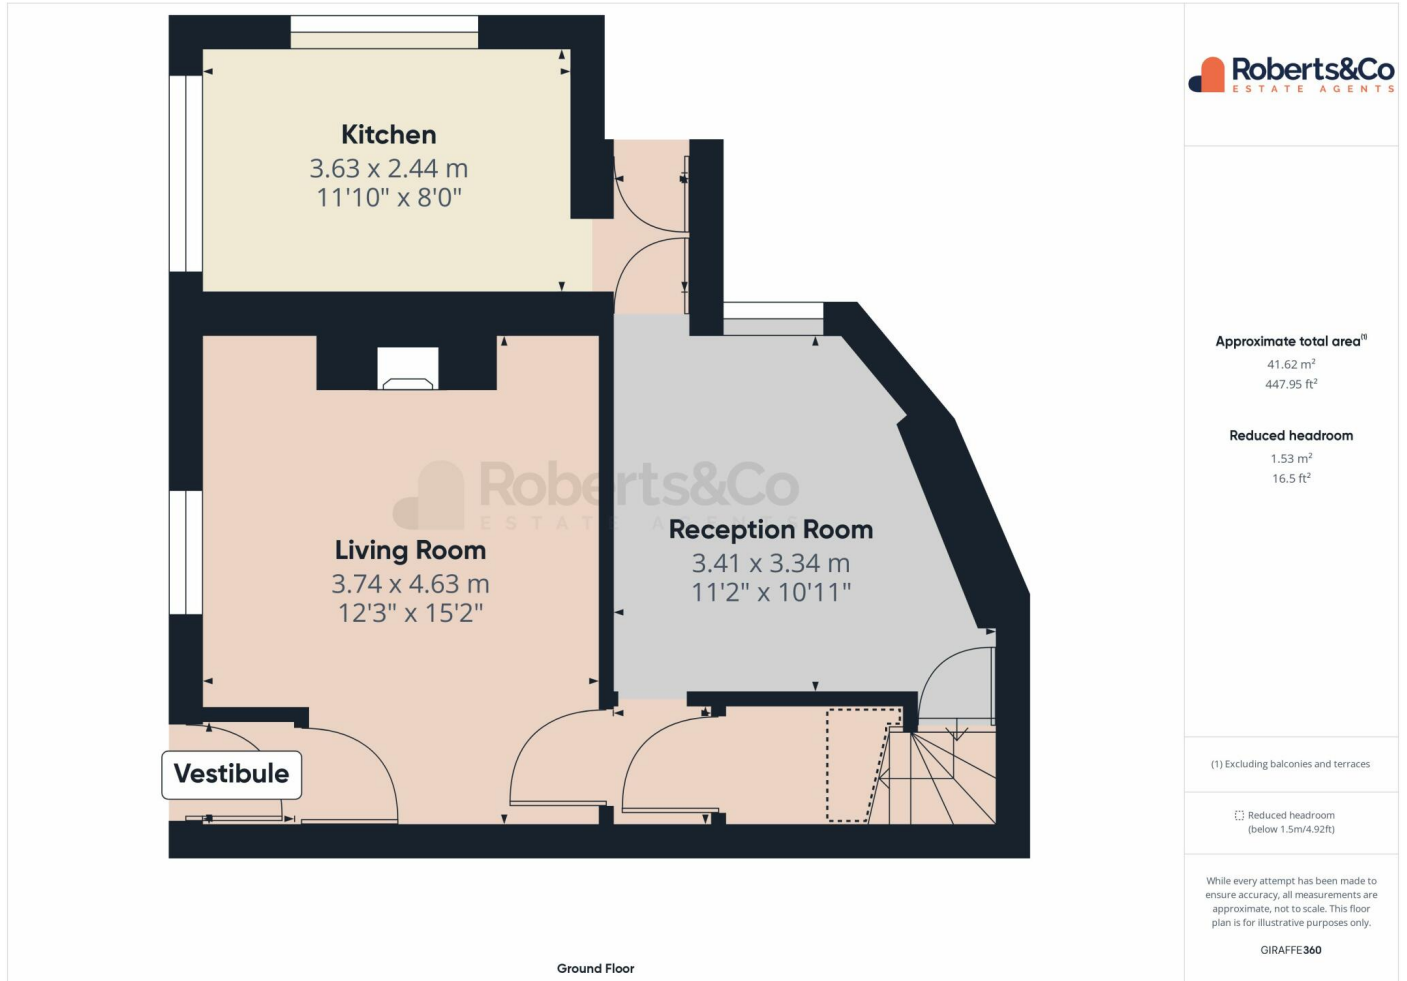 Kitchen
3.63 x 2.44 m
11'10" x 8'0"
Roberts&Co
ESTATE AGENTS
Living Room
3.74 x 4.63 m
12'3" x 15'2"
Reception Room
3.41 x 3.34 m
11'2" x 10'11"
Vestibule
Ground Floor
Roberts&Co
ESTATE AGENTS
Approximate total area(1)
41.62 m²
447.95 ft²
Reduced headroom
1.53 m²
16.5 ft²
(1) Excluding balconies and terraces
Reduced headroom
(below 1.5m/4.92ft)
While every attempt has been made to
ensure accuracy, all measurements are
approximate, not to scale. This floor
plan is for illustrative purposes only.
GIRAFFE360